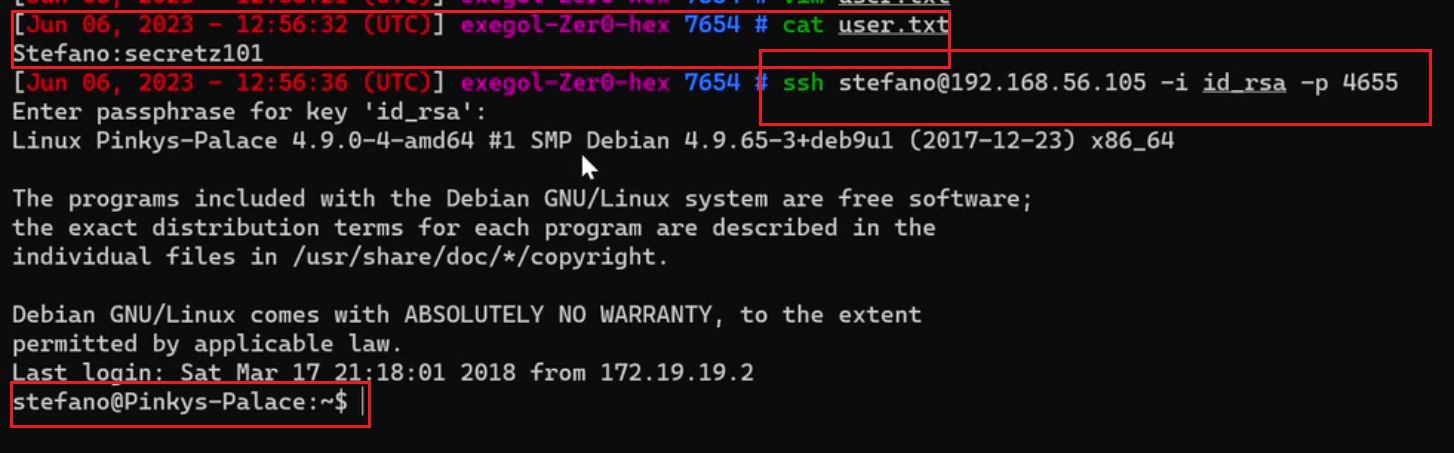 [Jun 06, 2023 - 12:56:32 (UTC)] exegol-Zer0-hex 7654 # cat user.txt
Stefano:secretz101
[Jun 06, 2023 - 12:56:36 (UTC)] exegol-Zer0-hex 7654 # ssh stefano@192.168.56.105 -i id_rsa -p 4655
Enter passphrase for key 'id_rsa':
Linux Pinkys-Palace 4.9.0-4-amd64 #1 SMP Debian 4.9.65-3+deb9u1 (2017-12-23) x86_64
The programs included with the Debian GNU/Linux system are free software;
the exact distribution terms for each program are described in the
individual files in /usr/share/doc/*/copyright.
Debian GNU/Linux comes with ABSOLUTELY NO WARRANTY, to the extent
permitted by applicable law.
Last login: Sat Mar 17 21:18:01 2018 from 172.19.19.2
stefano@Pinkys-Palace:~$